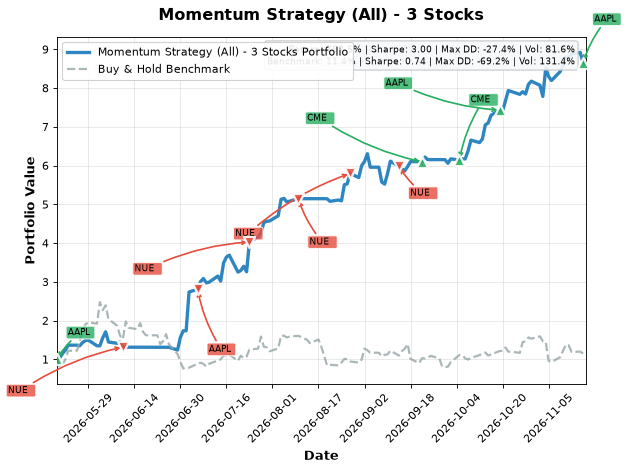 Momentum Strategy (All) - 3 Stocks
AAPL
Momentum Strategy (All) - 3 Stocks Portfolio
Buy & Hold Benchmark
% | Sharpe: 3.00 | Max DD: -27.4% | Vol: 81.6%
Benchmark: 11.4% | Sharpe: 0.74 | Max DD: -69.2% | Vol: 131.4%
AAPL
CME
CME
NUE
NUE
NUE
NUE
AAPL
AAPL
NUE
Portfolio Value
9
8
7
6
5
4
3
2
1
2026-05-29
2026-06-14
2026-06-30
2026-07-16
2026-08-01
2026-08-17
2026-09-02
2026-09-18
2026-10-04
2026-10-20
2026-11-05
Date